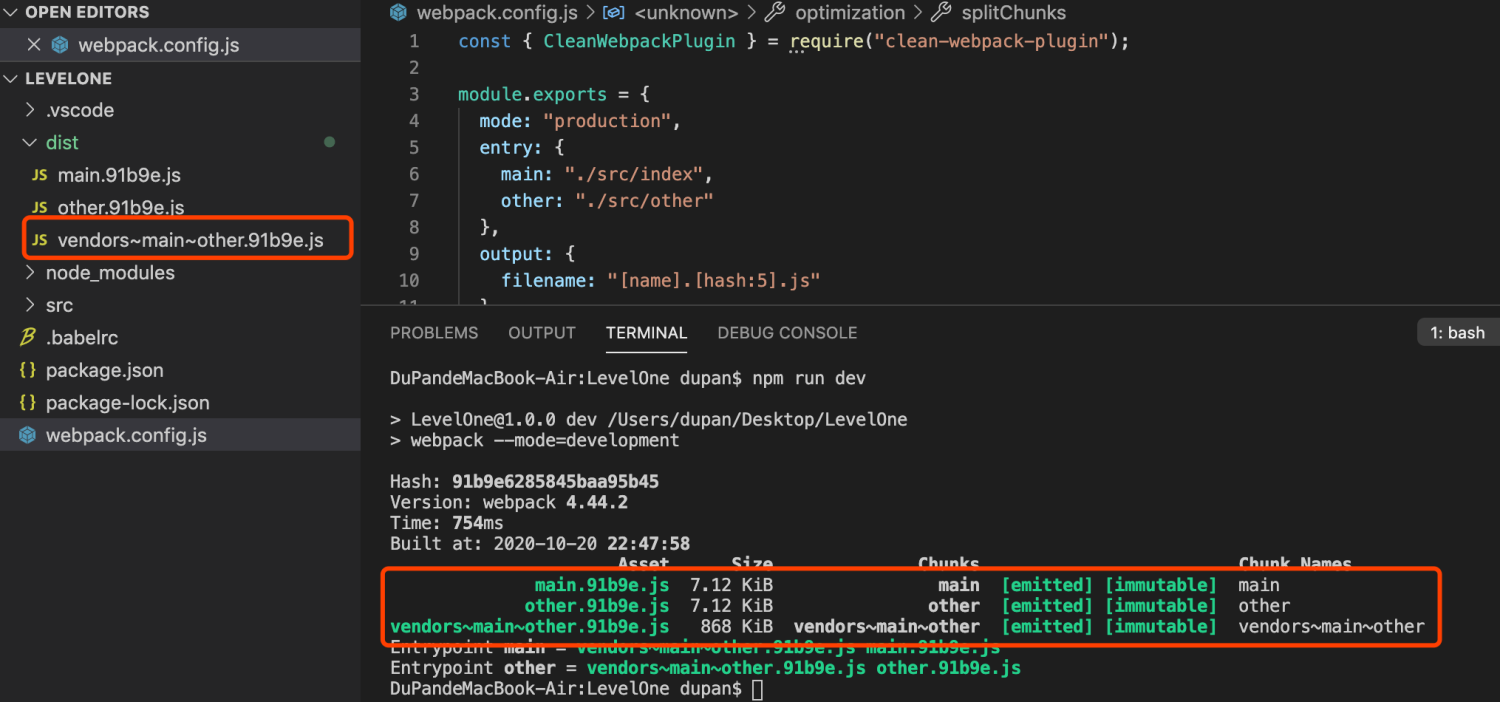 OPEN EDITORS
webpack.config.js
LEVELONE
.vscode
dist
JS main.91b9e.js
JS other.91b9e.js
JS vendors~main~other.91b9e.js
node_modules
src
.babelrc
{} package.json
{} package-lock.json
webpack.config.js
webpack.config.js > <unknown> > optimization > splitChunks
1 const { CleanWebpackPlugin } = require("clean-webpack-plugin");
2
3 module.exports = {
4 mode: "production",
5 entry: {
6 main: "./src/index",
7 other: "./src/other"
8 },
9 output: {
10 filename: "[name].[hash:5].js"
11 }
PROBLEMS OUTPUT TERMINAL DEBUG CONSOLE 1: bash
DuPandeMacBook-Air:LevelOne dupan$ npm run dev
> LevelOne@1.0.0 dev /Users/dupan/Desktop/LevelOne
> webpack --mode=development
Hash: 91b9e6285845baa95b45
Version: webpack 4.44.2
Time: 754ms
Built at: 2020-10-20 22:47:58
Asset Size Chunks Chunk Names
main.91b9e.js 7.12 KiB main [emitted] [immutable] main
other.91b9e.js 7.12 KiB other [emitted] [immutable] other
vendors~main~other.91b9e.js 868 KiB vendors~main~other [emitted] [immutable] vendors~main~other
Entrypoint main = vendors~main~other.91b9e.js main.91b9e.js
Entrypoint other = vendors~main~other.91b9e.js other.91b9e.js
DuPandeMacBook-Air:LevelOne dupan$